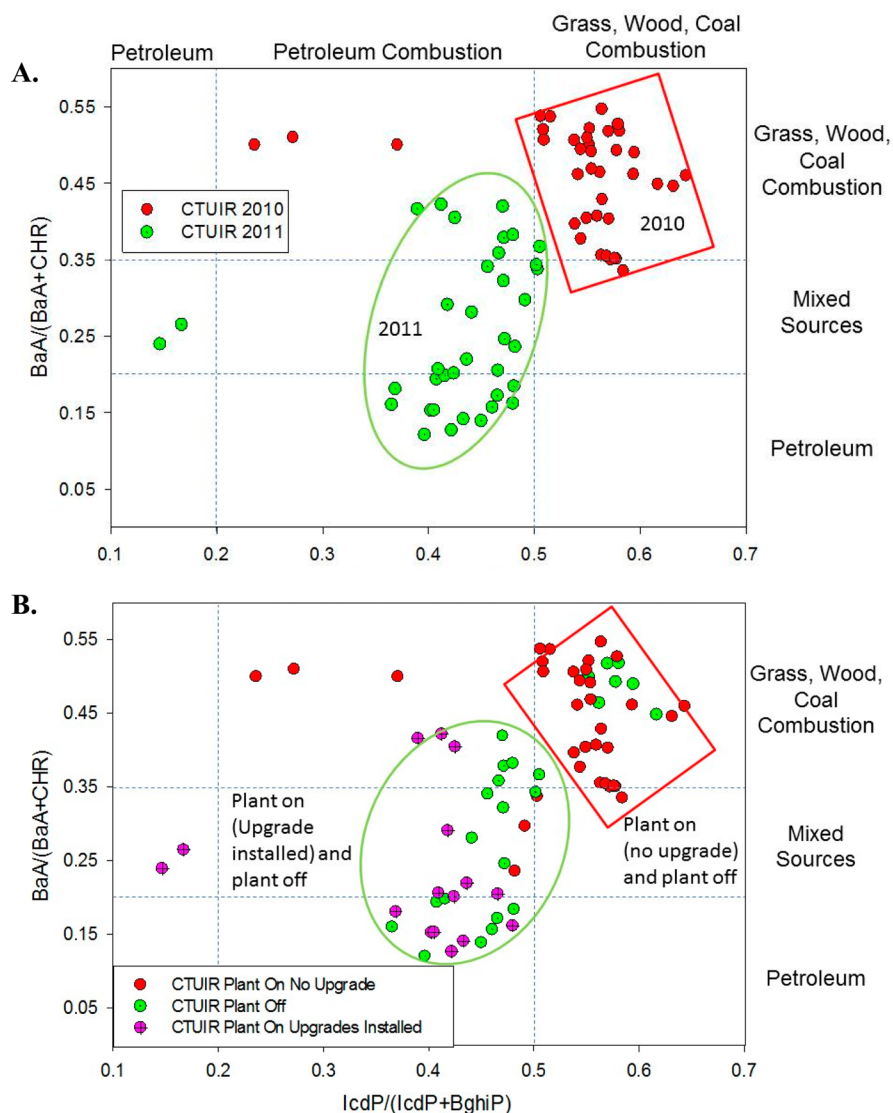 Grass, Wood, Coal
Petroleum Petroleum Combustion Combustion
A.
0.55
Grass, Wood,
Coal
Combustion
0.45
CTUIR 2010
CTUIR 2011
2010
BaA/(BaA+CHR)
0.35
2011
Mixed
Sources
0.25
0.15
Petroleum
0.05
0.1 0.2 0.3 0.4 0.5 0.6 0.7
B.
0.55
Grass, Wood,
Coal
Combustion
0.45
BaA/(BaA+CHR)
0.35
Plant on
(Upgrade
installed) and
plant off
Plant on
(no upgrade)
and plant off
Mixed
Sources
0.25
0.15
Petroleum
CTUIR Plant On No Upgrade
CTUIR Plant Off
CTUIR Plant On Upgrades Installed
0.05
0.1 0.2 0.3 0.4 0.5 0.6 0.7
IcdP/(IcdP+BghiP)